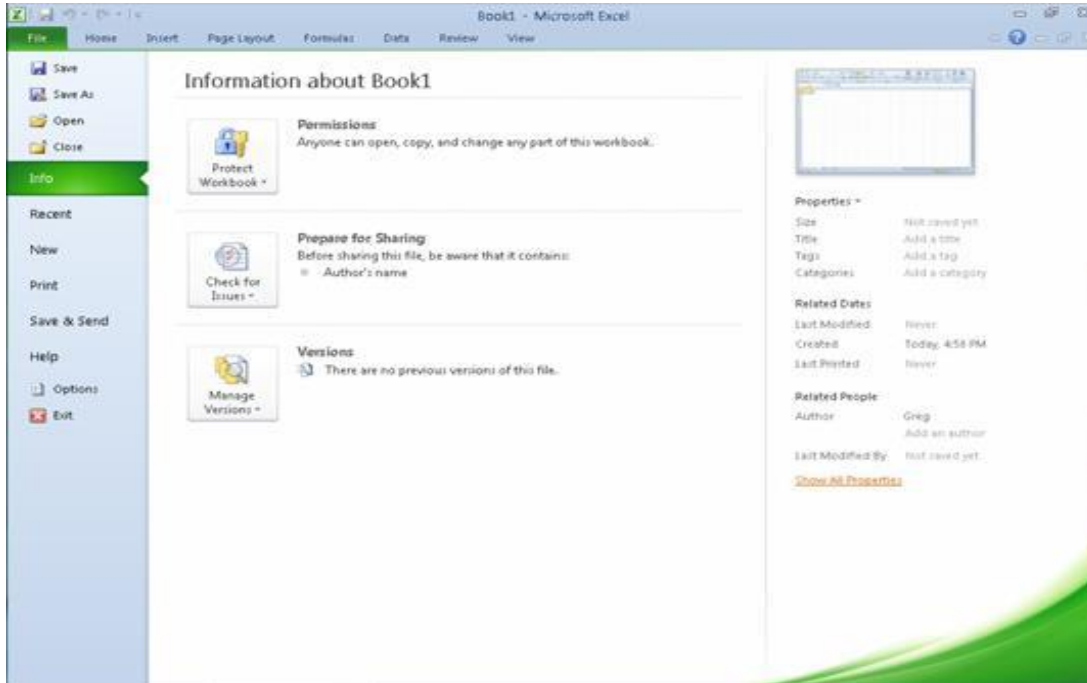 Book1 - Microsoft Excel
File Home Insert Page Layout Formulas Data Review View
Save
Save As
Open
Close
Info
Recent
New
Print
Save & Send
Help
Options
Exit
Information about Book1
Protect
Workbook
Permissions
Anyone can open, copy, and change any part of this workbook.
Check for
Issues
Prepare for Sharing
Before sharing this file, be aware that it contains:
Author's name
Manage
Versions
Versions
There are no previous versions of this file.
Properties
Size Not saved yet
Title Add a title
Tags Add a tag
Categories Add a category
Related Dates
Last Modified Never
Created Today, 4:58 PM
Last Printed Never
Related People
Author Greg
Add an author
Last Modified By Not saved yet
Show All Properties